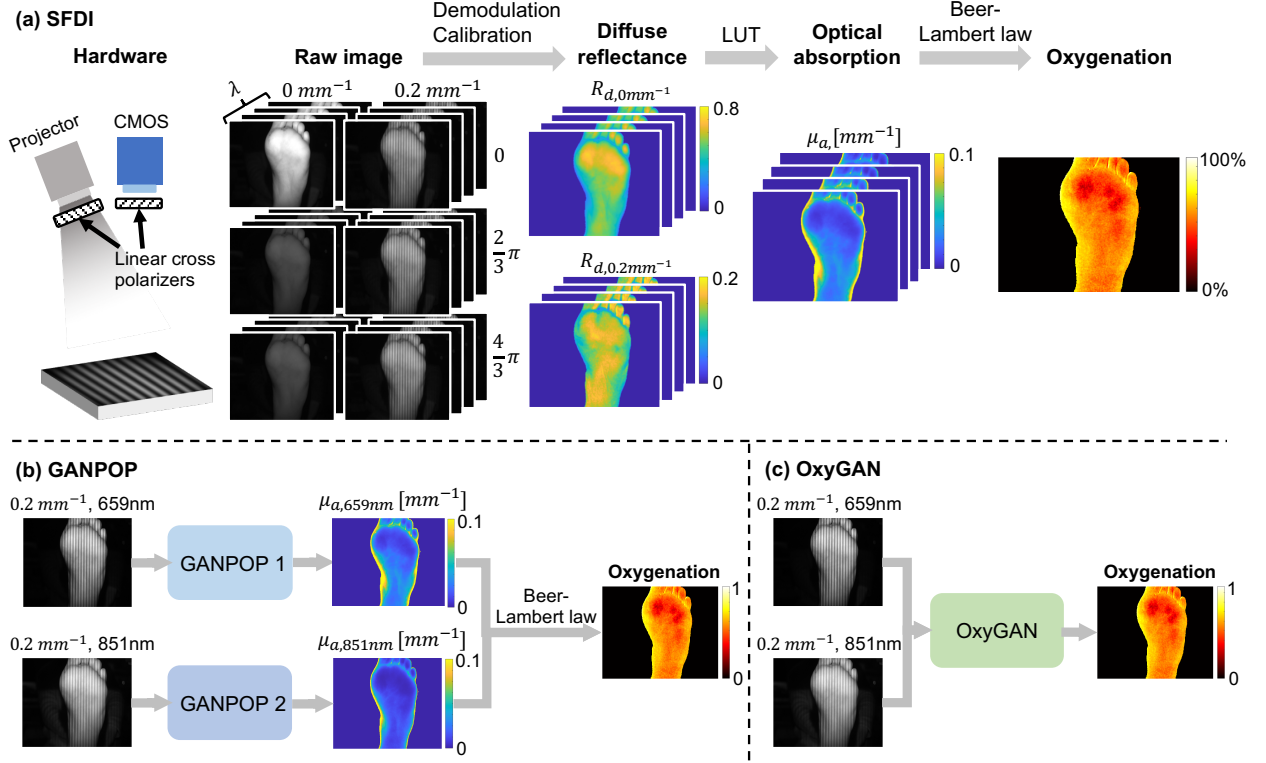 (a) SFDI
Demodulation
Calibration
Beer-
Lambert law
Hardware
Raw image
Diffuse
reflectance
LUT
Optical
absorption
Oxygenation
λ
0 mm⁻¹
0.2 mm⁻¹
Projector
CMOS
Linear cross
polarizers
0
2/3 π
4/3 π
R_{d,0mm⁻¹}
0.8
0
R_{d,0.2mm⁻¹}
0.2
0
μ_{a,}[mm⁻¹]
0.1
0
100%
0%
(b) GANPOP
0.2 mm⁻¹, 659nm
GANPOP 1
μ_{a,659nm} [mm⁻¹]
0.1
0
0.2 mm⁻¹, 851nm
GANPOP 2
μ_{a,851nm} [mm⁻¹]
0.1
0
Beer-
Lambert law
Oxygenation
1
0
(c) OxyGAN
0.2 mm⁻¹, 659nm
0.2 mm⁻¹, 851nm
OxyGAN
Oxygenation
1
0